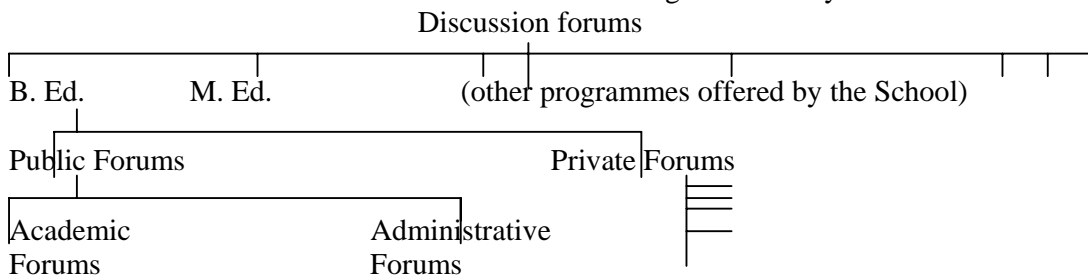 Discussion forums
B. Ed. M. Ed. (other programmes offered by the School)
Public Forums Private Forums
Academic Administrative
Forums Forums